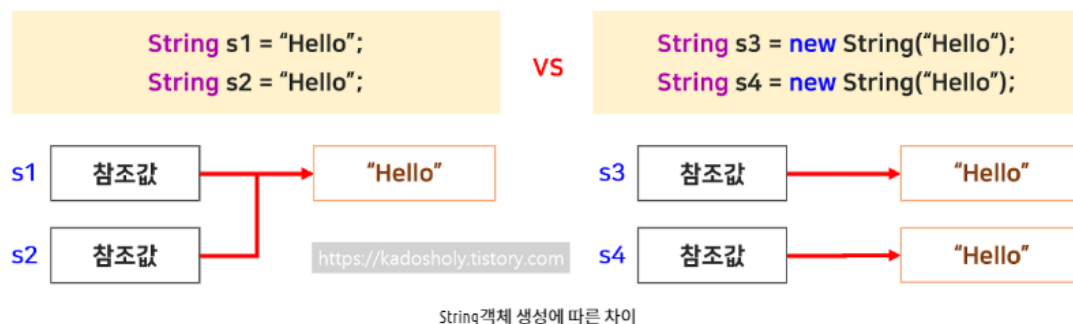 String s1 = “Hello”;
String s2 = “Hello”;
VS
String s3 = new String(“Hello“);
String s4 = new String(“Hello”);
s1 참조값 “Hello”
s2 참조값
s3 참조값 “Hello”
s4 참조값 “Hello”
https://kadosholy.tistory.com
String객체 생성에 따른 차이